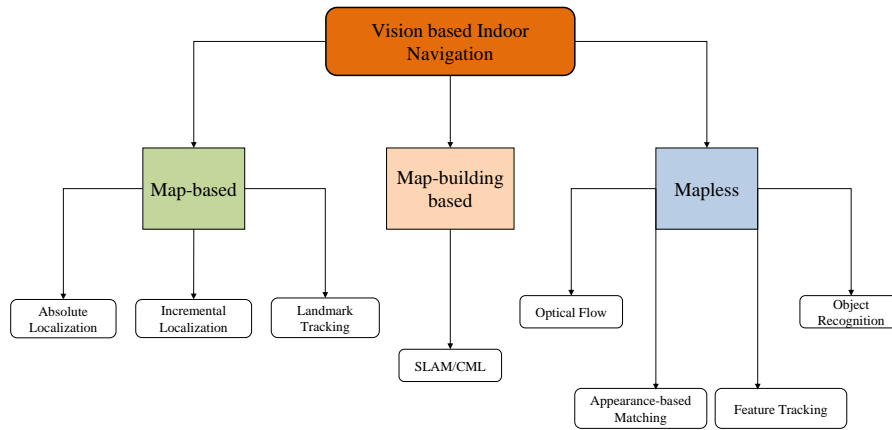 Vision based Indoor
Navigation
Map-based
Map-building
based
Mapless
Absolute
Localization
Incremental
Localization
Landmark
Tracking
Optical Flow
Object
Recognition
SLAM/CML
Appearance-based
Matching
Feature Tracking